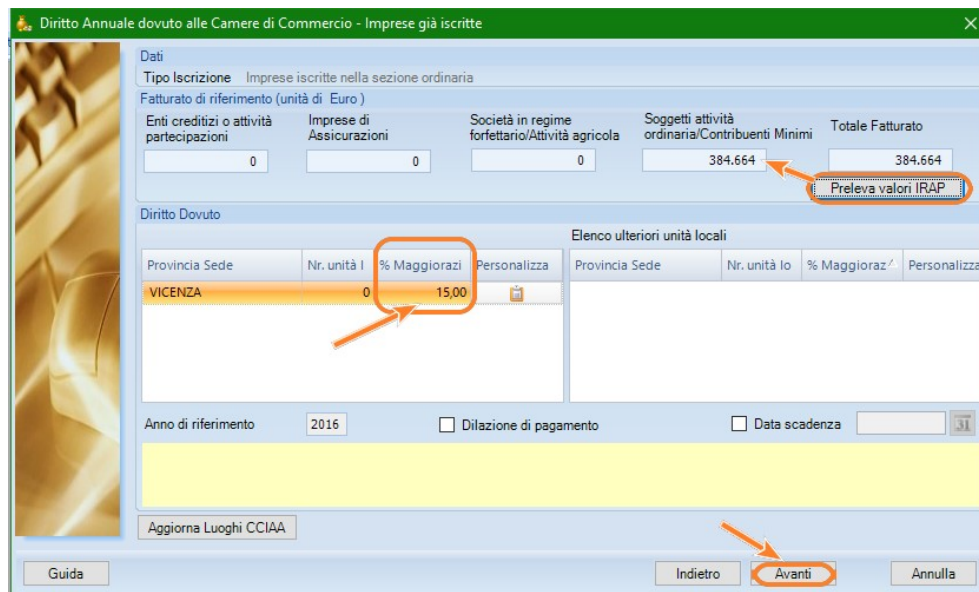 Diritto Annuale dovuto alle Camere di Commercio - Imprese già iscritte
Dati
Tipo Iscrizione Imprese iscritte nella sezione ordinaria
Fatturato di riferimento (unità di Euro )
Enti creditizi o attività
partecipazioni
Imprese di
Assicurazioni
Società in regime
forfettario/Attività agricola
Soggetti attività
ordinaria/Contribuenti Minimi
Totale Fatturato
0 0 0 384.664 384.664
Preleva valori IRAP
Diritto Dovuto
Elenco ulteriori unità locali
Provincia Sede Nr. unità l % Maggiorazi Personalizza Provincia Sede Nr. unità lo % Maggioraz Personalizza
VICENZA 0 15,00
Anno di riferimento 2016 Dilazione di pagamento Data scadenza 31
Aggiorna Luoghi CCIAA
Guida Indietro Avanti Annulla